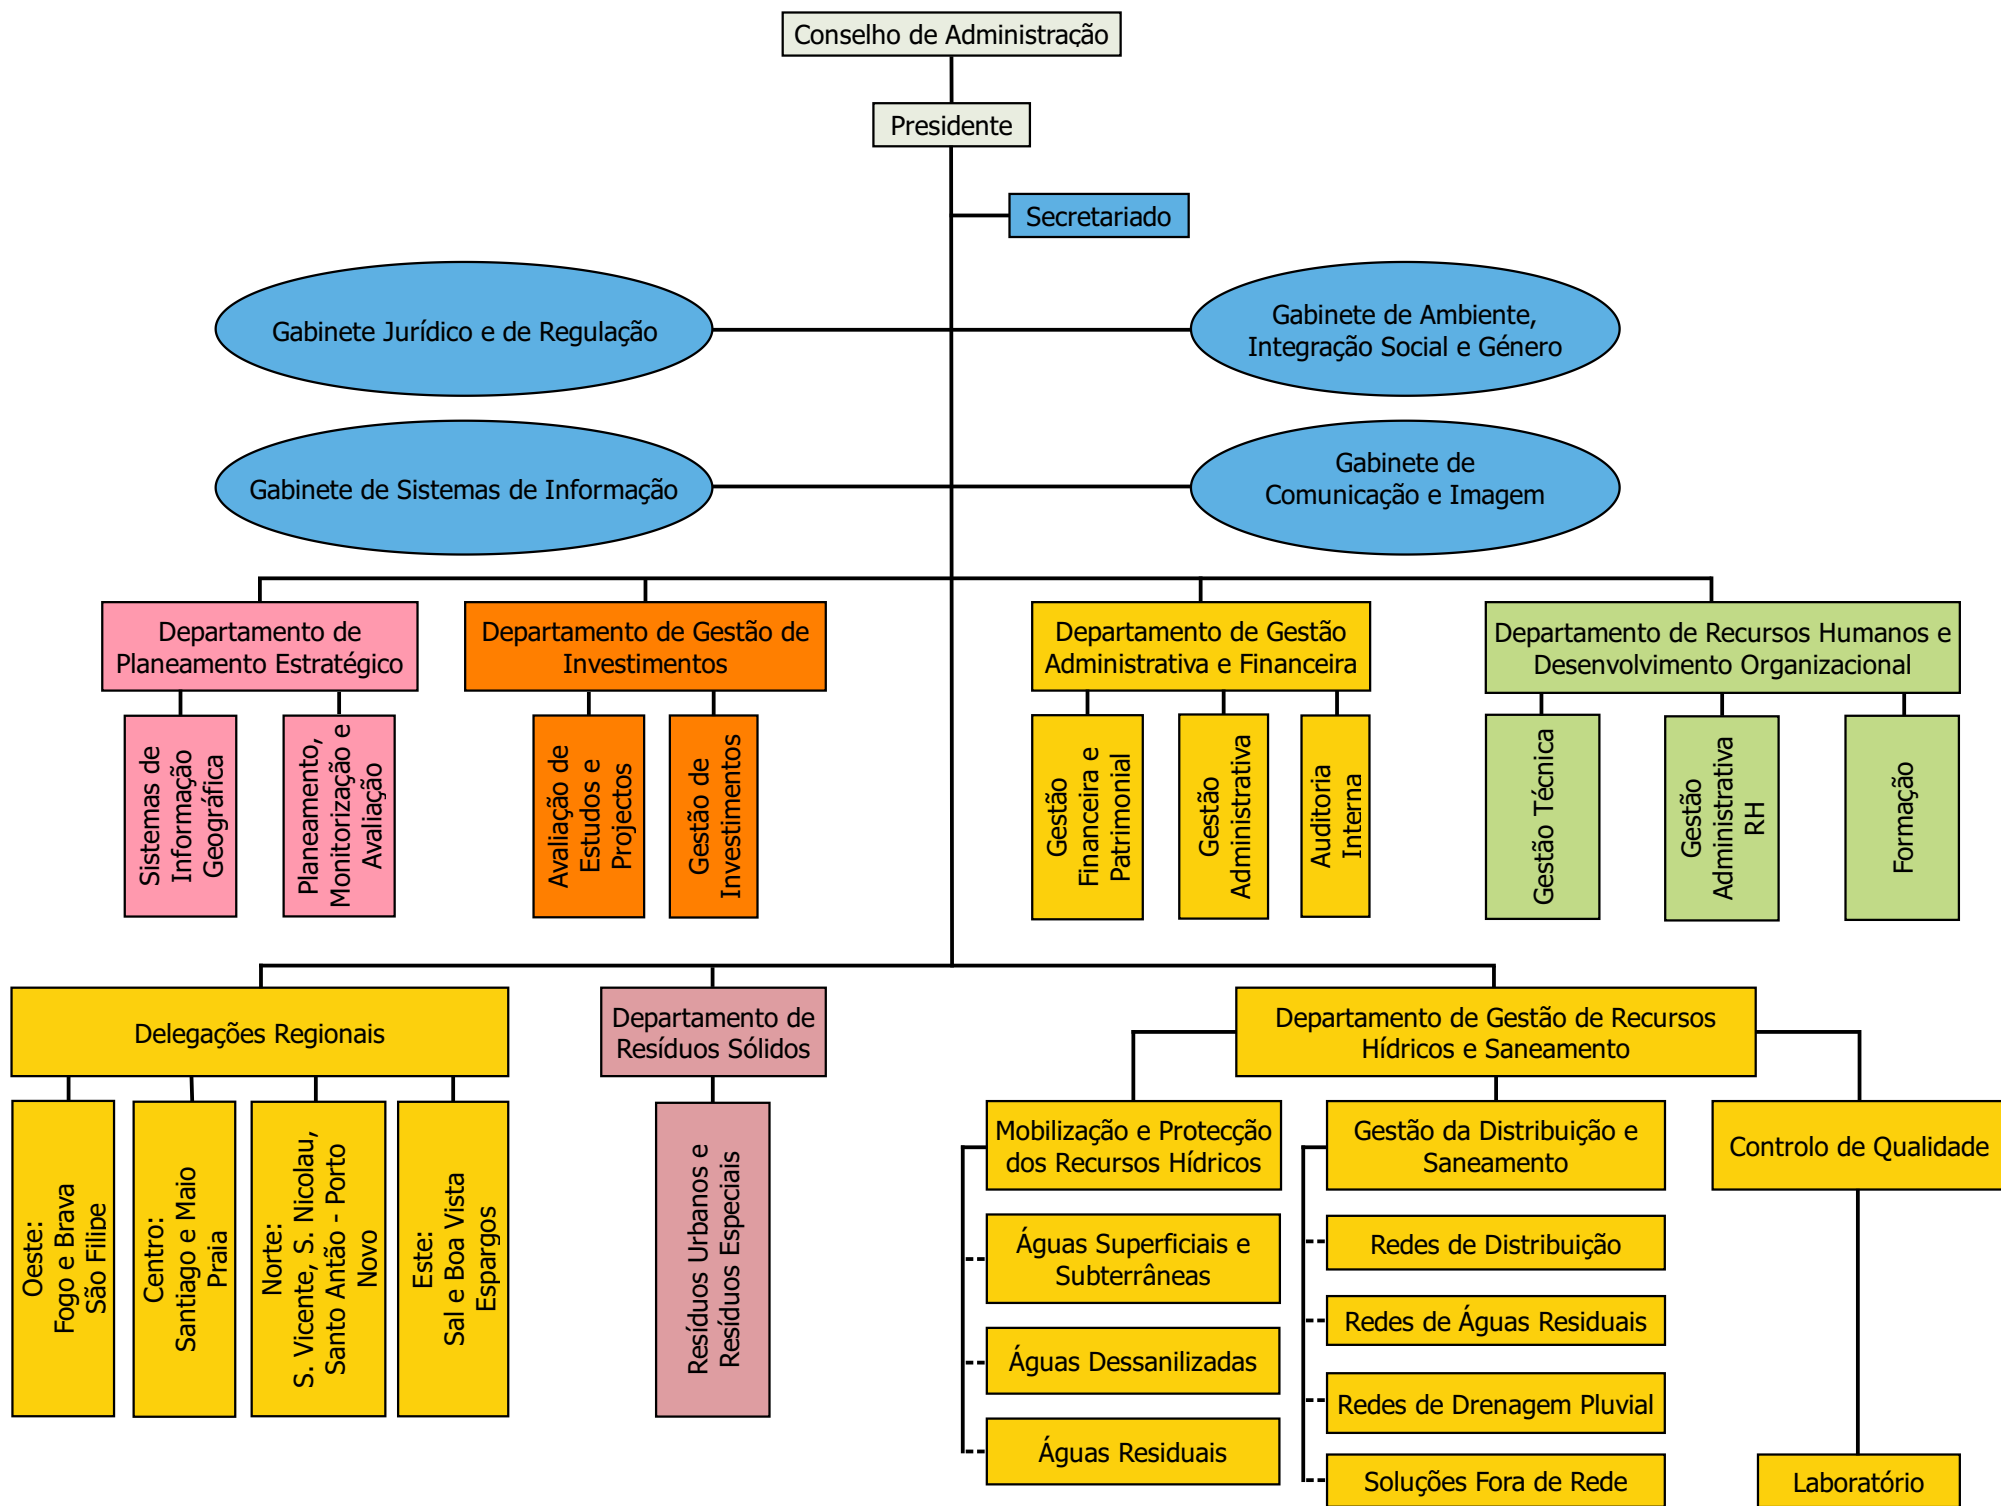 Conselho de Administração
Presidente
Secretariado
Gabinete Jurídico e de Regulação
Gabinete de Ambiente,
Integração Social e Género
Gabinete de Sistemas de Informação
Gabinete de
Comunicação e Imagem
Departamento de
Planeamento Estratégico
Departamento de Gestão de
Investimentos
Departamento de Gestão
Administrativa e Financeira
Departamento de Recursos Humanos e
Desenvolvimento Organizacional
Sistemas de
Informação
Geográfica
Planeamento,
Monitorização e
Avaliação
Avaliação de
Estudos e
Projectos
Gestão de
Investimentos
Gestão
Financeira e
Patrimonial
Gestão
Administrativa
Auditoria
Interna
Gestão Técnica
Gestão
Administrativa
RH
Formação
Delegações Regionais
Departamento de
Resíduos Sólidos
Departamento de Gestão de Recursos
Hídricos e Saneamento
Oeste:
Fogo e Brava
São Filipe
Centro:
Santiago e Maio
Praia
Norte:
S. Vicente, S. Nicolau,
Santo Antão - Porto
Novo
Este:
Sal e Boa Vista
Espargos
Resíduos Urbanos e
Resíduos Especiais
Mobilização e Protecção
dos Recursos Hídricos
Águas Superficiais e
Subterrâneas
Águas Dessanilizadas
Águas Residuais
Gestão da Distribuição e
Saneamento
Redes de Distribuição
Redes de Águas Residuais
Redes de Drenagem Pluvial
Soluções Fora de Rede
Controlo de Qualidade
Laboratório